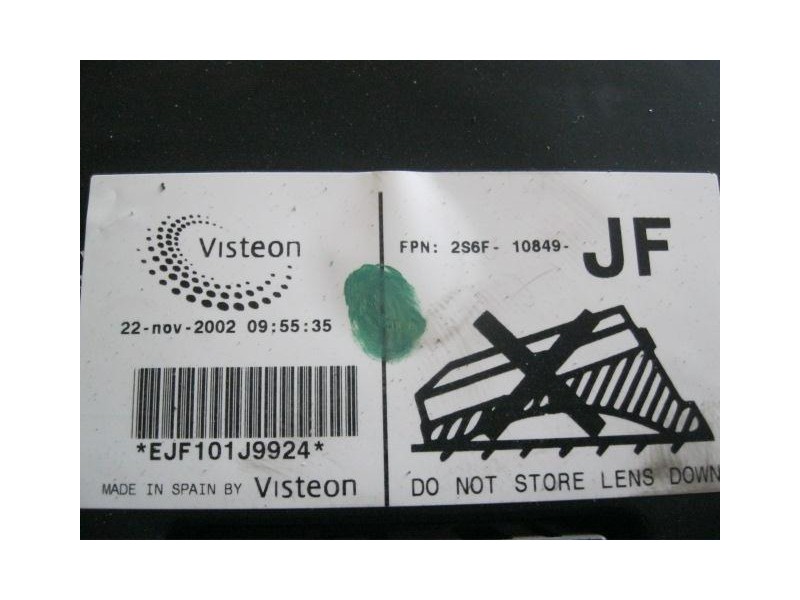 Visteon
22-nov-2002 09:55:35
*EJF101J9924*
MADE IN SPAIN BY Visteon
FPN: 2S6F- 10849- JF
DO NOT STORE LENS DOWN